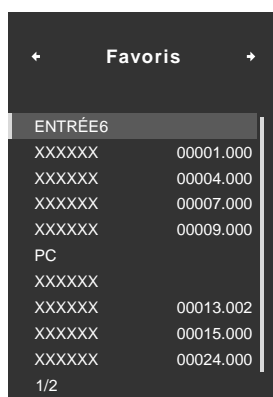 Favoris
ENTRÉE6
XXXXXX 00001.000
XXXXXX 00004.000
XXXXXX 00007.000
XXXXXX 00009.000
PC
XXXXXX
XXXXXX 00013.002
XXXXXX 00015.000
XXXXXX 00024.000
1/2